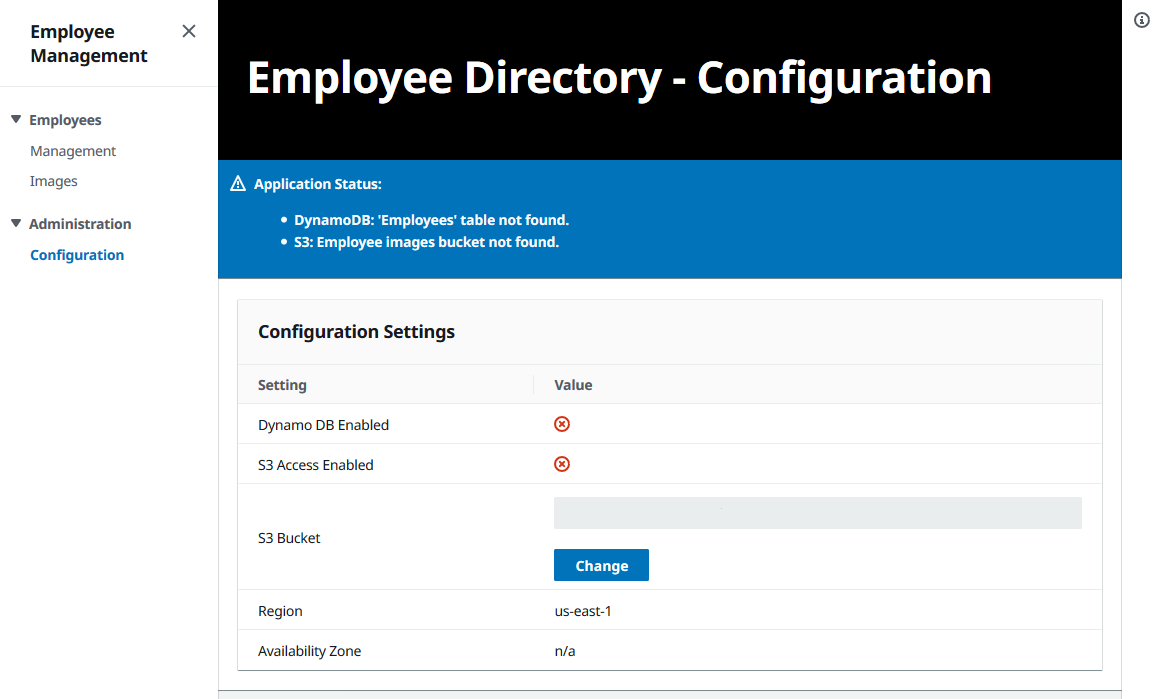 Employee
Management
Employees
Management
Images
Administration
Configuration
Employee Directory - Configuration
Application Status:
• DynamoDB: 'Employees' table not found.
• S3: Employee images bucket not found.
Configuration Settings
Setting Value
Dynamo DB Enabled
S3 Access Enabled
S3 Bucket
Change
Region us-east-1
Availability Zone n/a